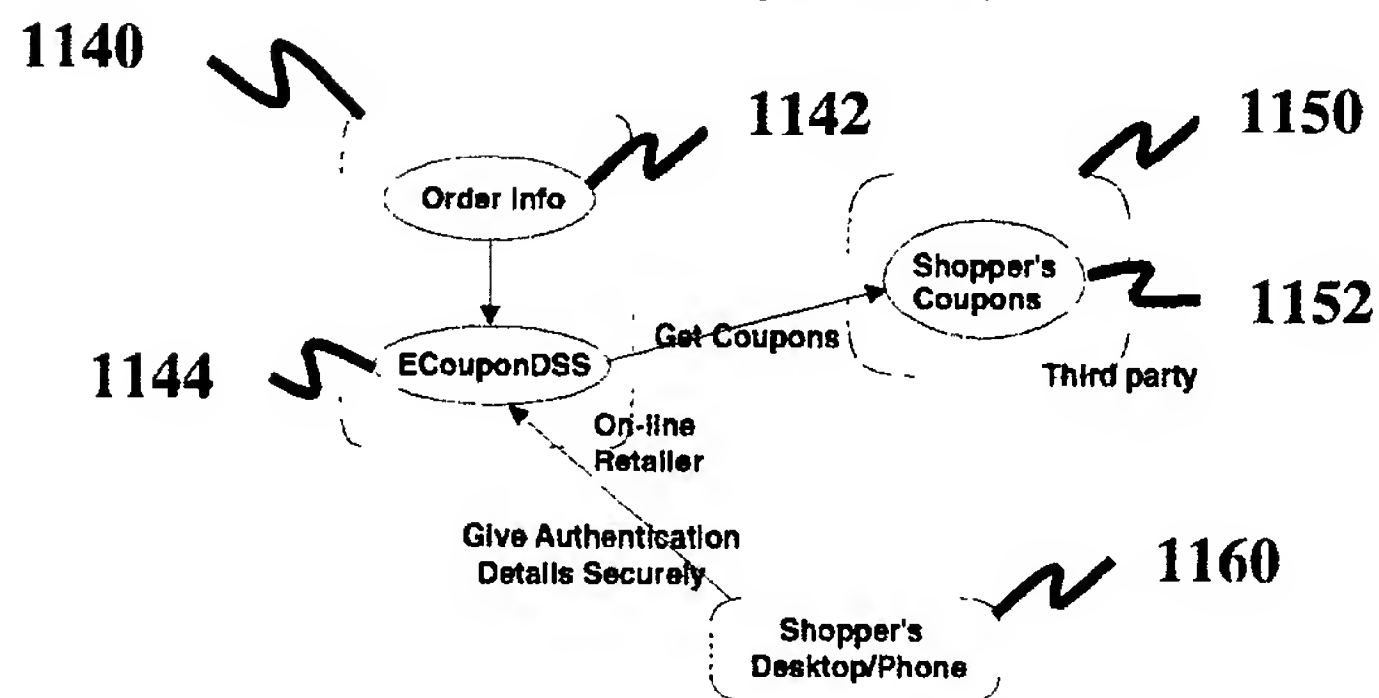 1140
1142
1150
Order Info
Shopper's
Coupons
1152
Get Coupons
ECouponDSS
1144
Third party
On-line
Retailer
Give Authentication
Details Securely
1160
Shopper's
Desktop/Phone